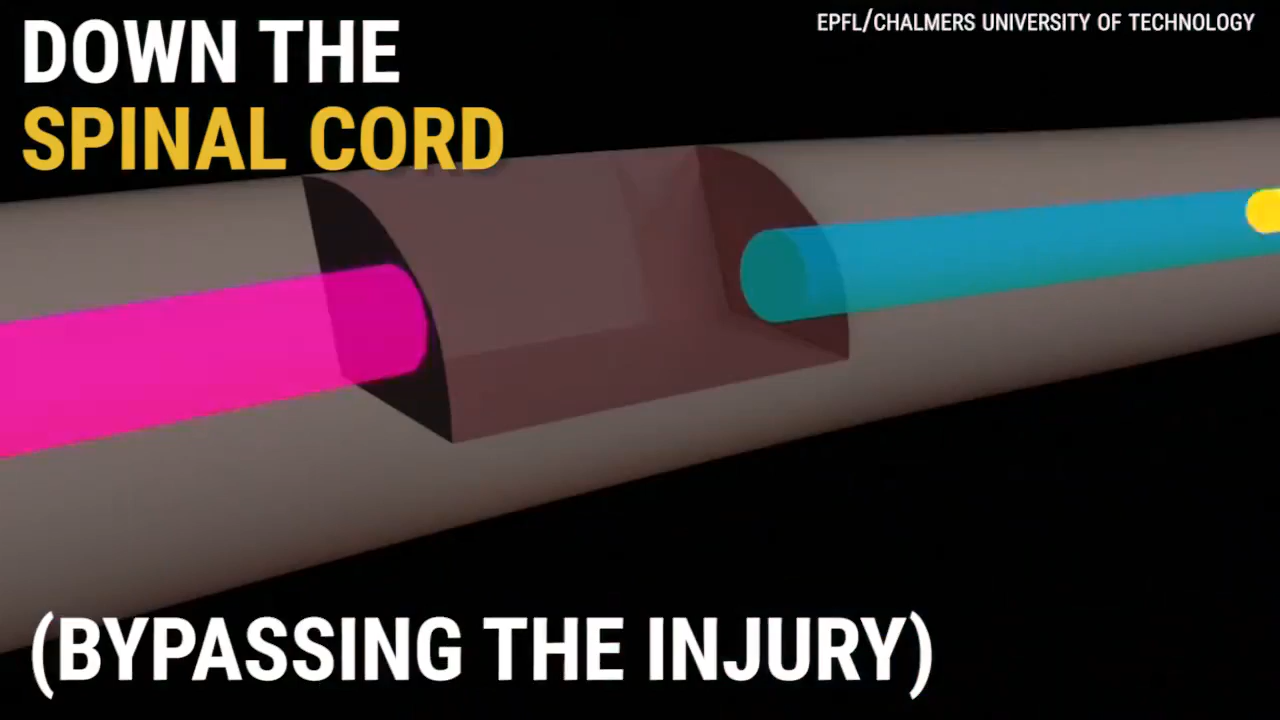 DOWN THE
SPINAL CORD
EPFL/CHALMERS UNIVERSITY OF TECHNOLOGY
(BYPASSING THE INJURY)